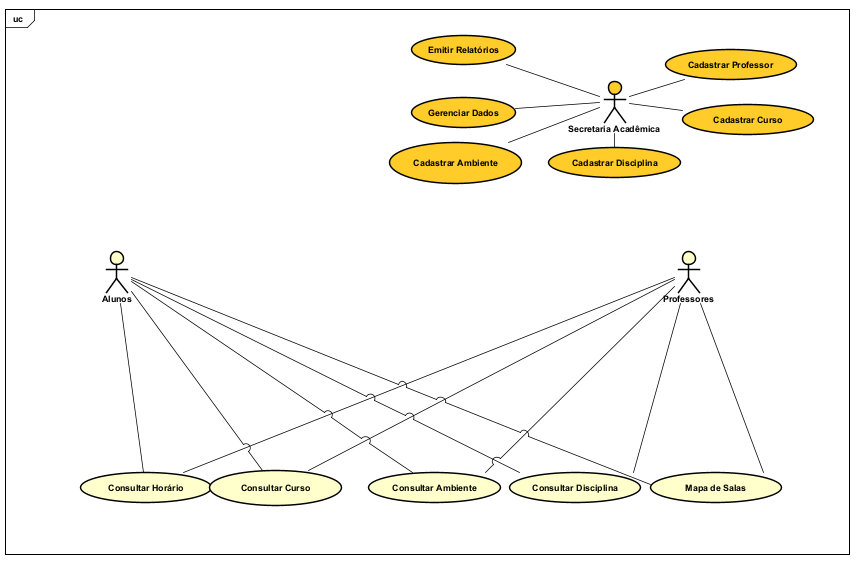 uc
Emitir Relatórios
Cadastrar Professor
Gerenciar Dados
Cadastrar Curso
Secretaria Acadêmica
Cadastrar Ambiente
Cadastrar Disciplina
Alunos
Professores
Consultar Horário
Consultar Curso
Consultar Ambiente
Consultar Disciplina
Mapa de Salas